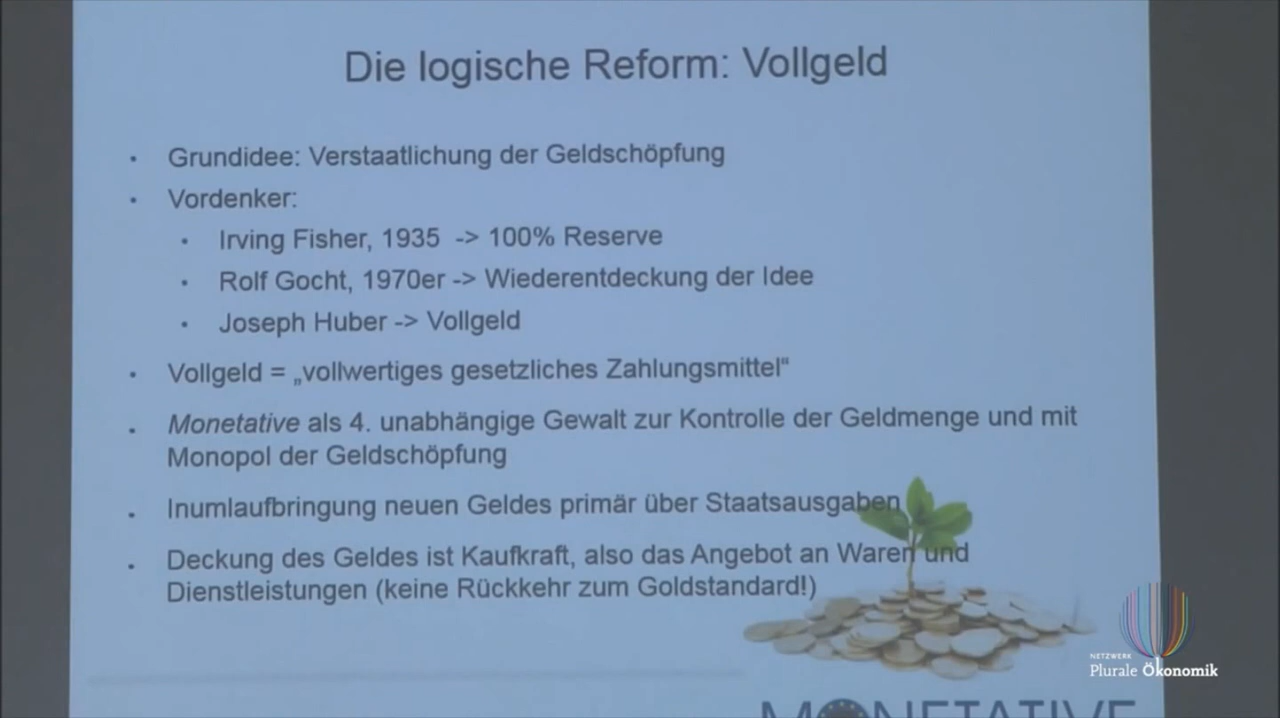 Die logische Reform: Vollgeld
• Grundidee: Verstaatlichung der Geldschöpfung
• Vordenker:
• Irving Fisher, 1935 -> 100% Reserve
• Rolf Gocht, 1970er -> Wiederentdeckung der Idee
• Joseph Huber -> Vollgeld
• Vollgeld = „vollwertiges gesetzliches Zahlungsmittel“
• Monetative als 4. unabhängige Gewalt zur Kontrolle der Geldmenge und mit
Monopol der Geldschöpfung
• Inumlaufbringung neuen Geldes primär über Staatsausgaben
• Deckung des Geldes ist Kaufkraft, also das Angebot an Waren und
Dienstleistungen (keine Rückkehr zum Goldstandard!)
NETZWERK
Plurale Ökonomik
MONETATIVE